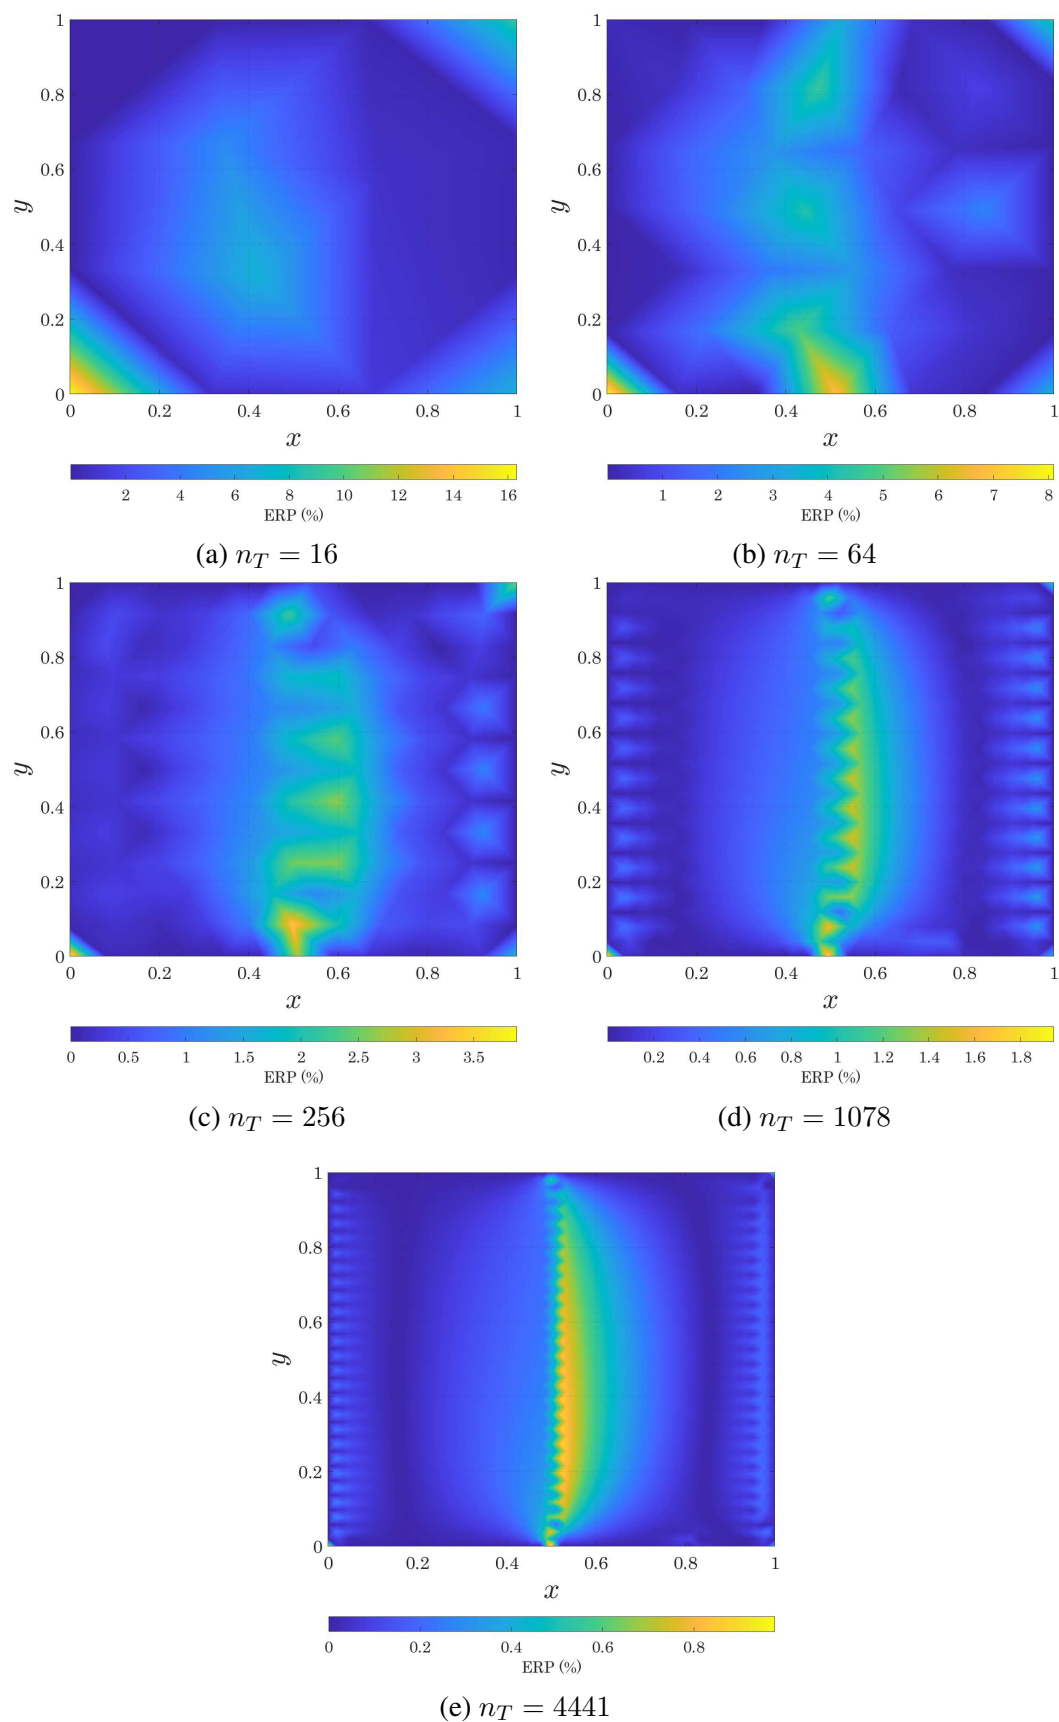 1 0.8 0.6 0.4 0.2 0
y
0 0.2 0.4 0.6 0.8 1
x
2 4 6 8 10 12 14 16
ERP (%)
(a) n_T = 16
1 0.8 0.6 0.4 0.2 0
y
0 0.2 0.4 0.6 0.8 1
x
1 2 3 4 5 6 7 8
ERP (%)
(b) n_T = 64
1 0.8 0.6 0.4 0.2 0
y
0 0.2 0.4 0.6 0.8 1
x
0 0.5 1 1.5 2 2.5 3 3.5
ERP (%)
(c) n_T = 256
1 0.8 0.6 0.4 0.2 0
y
0 0.2 0.4 0.6 0.8 1
x
0.2 0.4 0.6 0.8 1 1.2 1.4 1.6 1.8
ERP (%)
(d) n_T = 1078
1 0.8 0.6 0.4 0.2 0
y
0 0.2 0.4 0.6 0.8 1
x
0 0.2 0.4 0.6 0.8
ERP (%)
(e) n_T = 4441